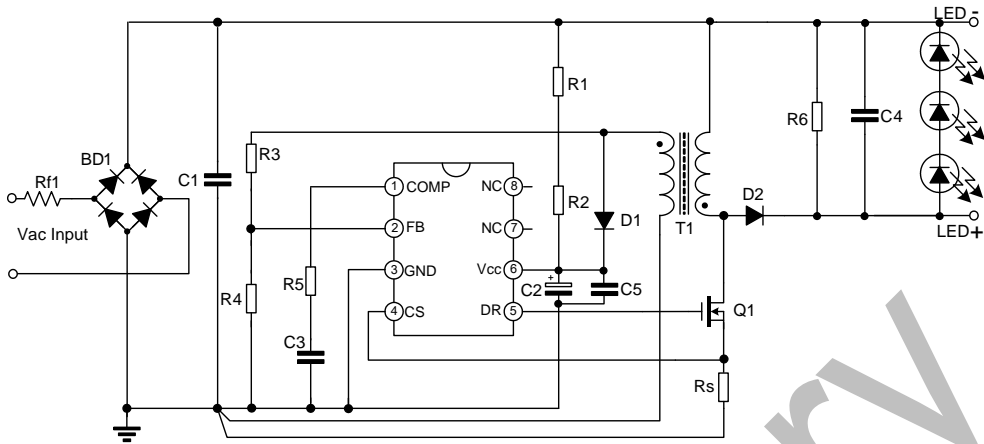 LED -
R1
R6
C4
BD1
R3
C1
Rf1
1 COMP
NC 8
R2
D1
T1
D2
Vac Input
2 FB
NC 7
LED+
R4
R5
3 GND
Vcc 6
+
C2
C5
4 CS
DR 5
Q1
C3
Rs